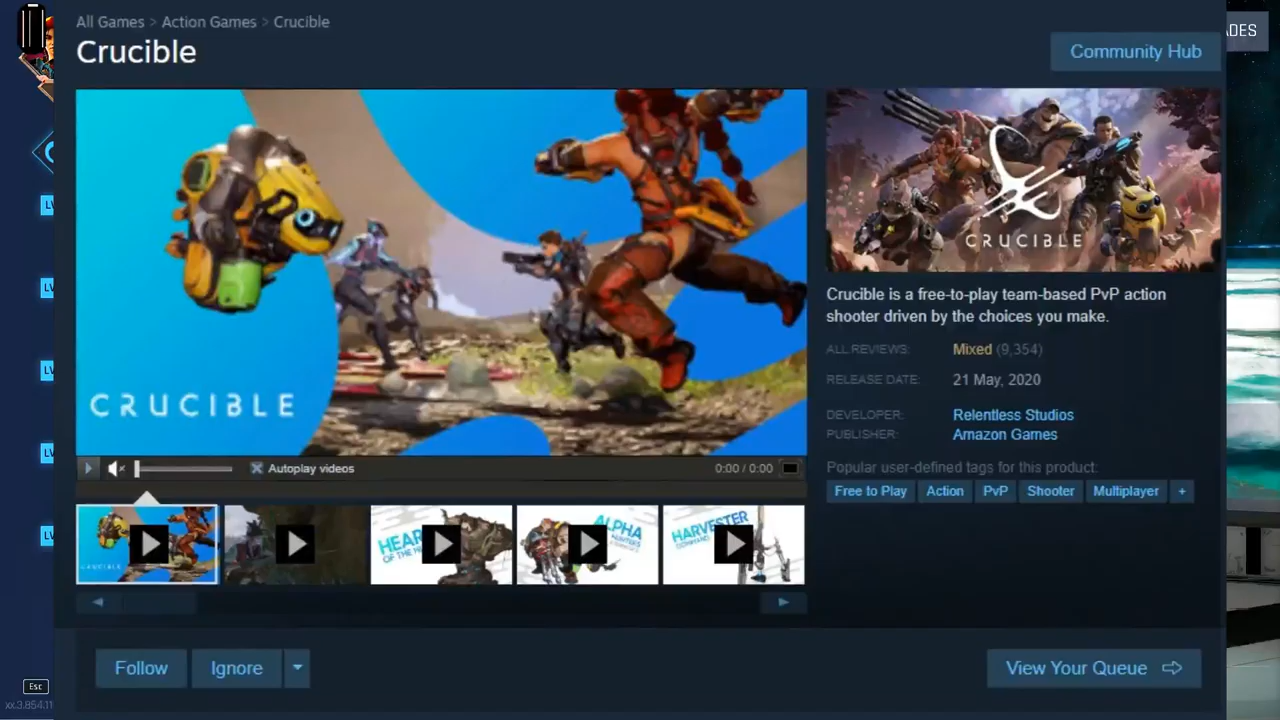 All Games > Action Games > Crucible
Crucible
Community Hub
CRUCIBLE
CRUCIBLE
Crucible is a free-to-play team-based PvP action
shooter driven by the choices you make.
ALL REVIEWS: Mixed (9,354)
RELEASE DATE: 21 May, 2020
DEVELOPER: Relentless Studios
PUBLISHER: Amazon Games
Popular user-defined tags for this product:
Free to Play Action PvP Shooter Multiplayer +
Autoplay videos 0:00 / 0:00
CRUCIBLE
ALPHA
HUNTERS
HARVESTER
COMMAND
Follow Ignore View Your Queue
Esc